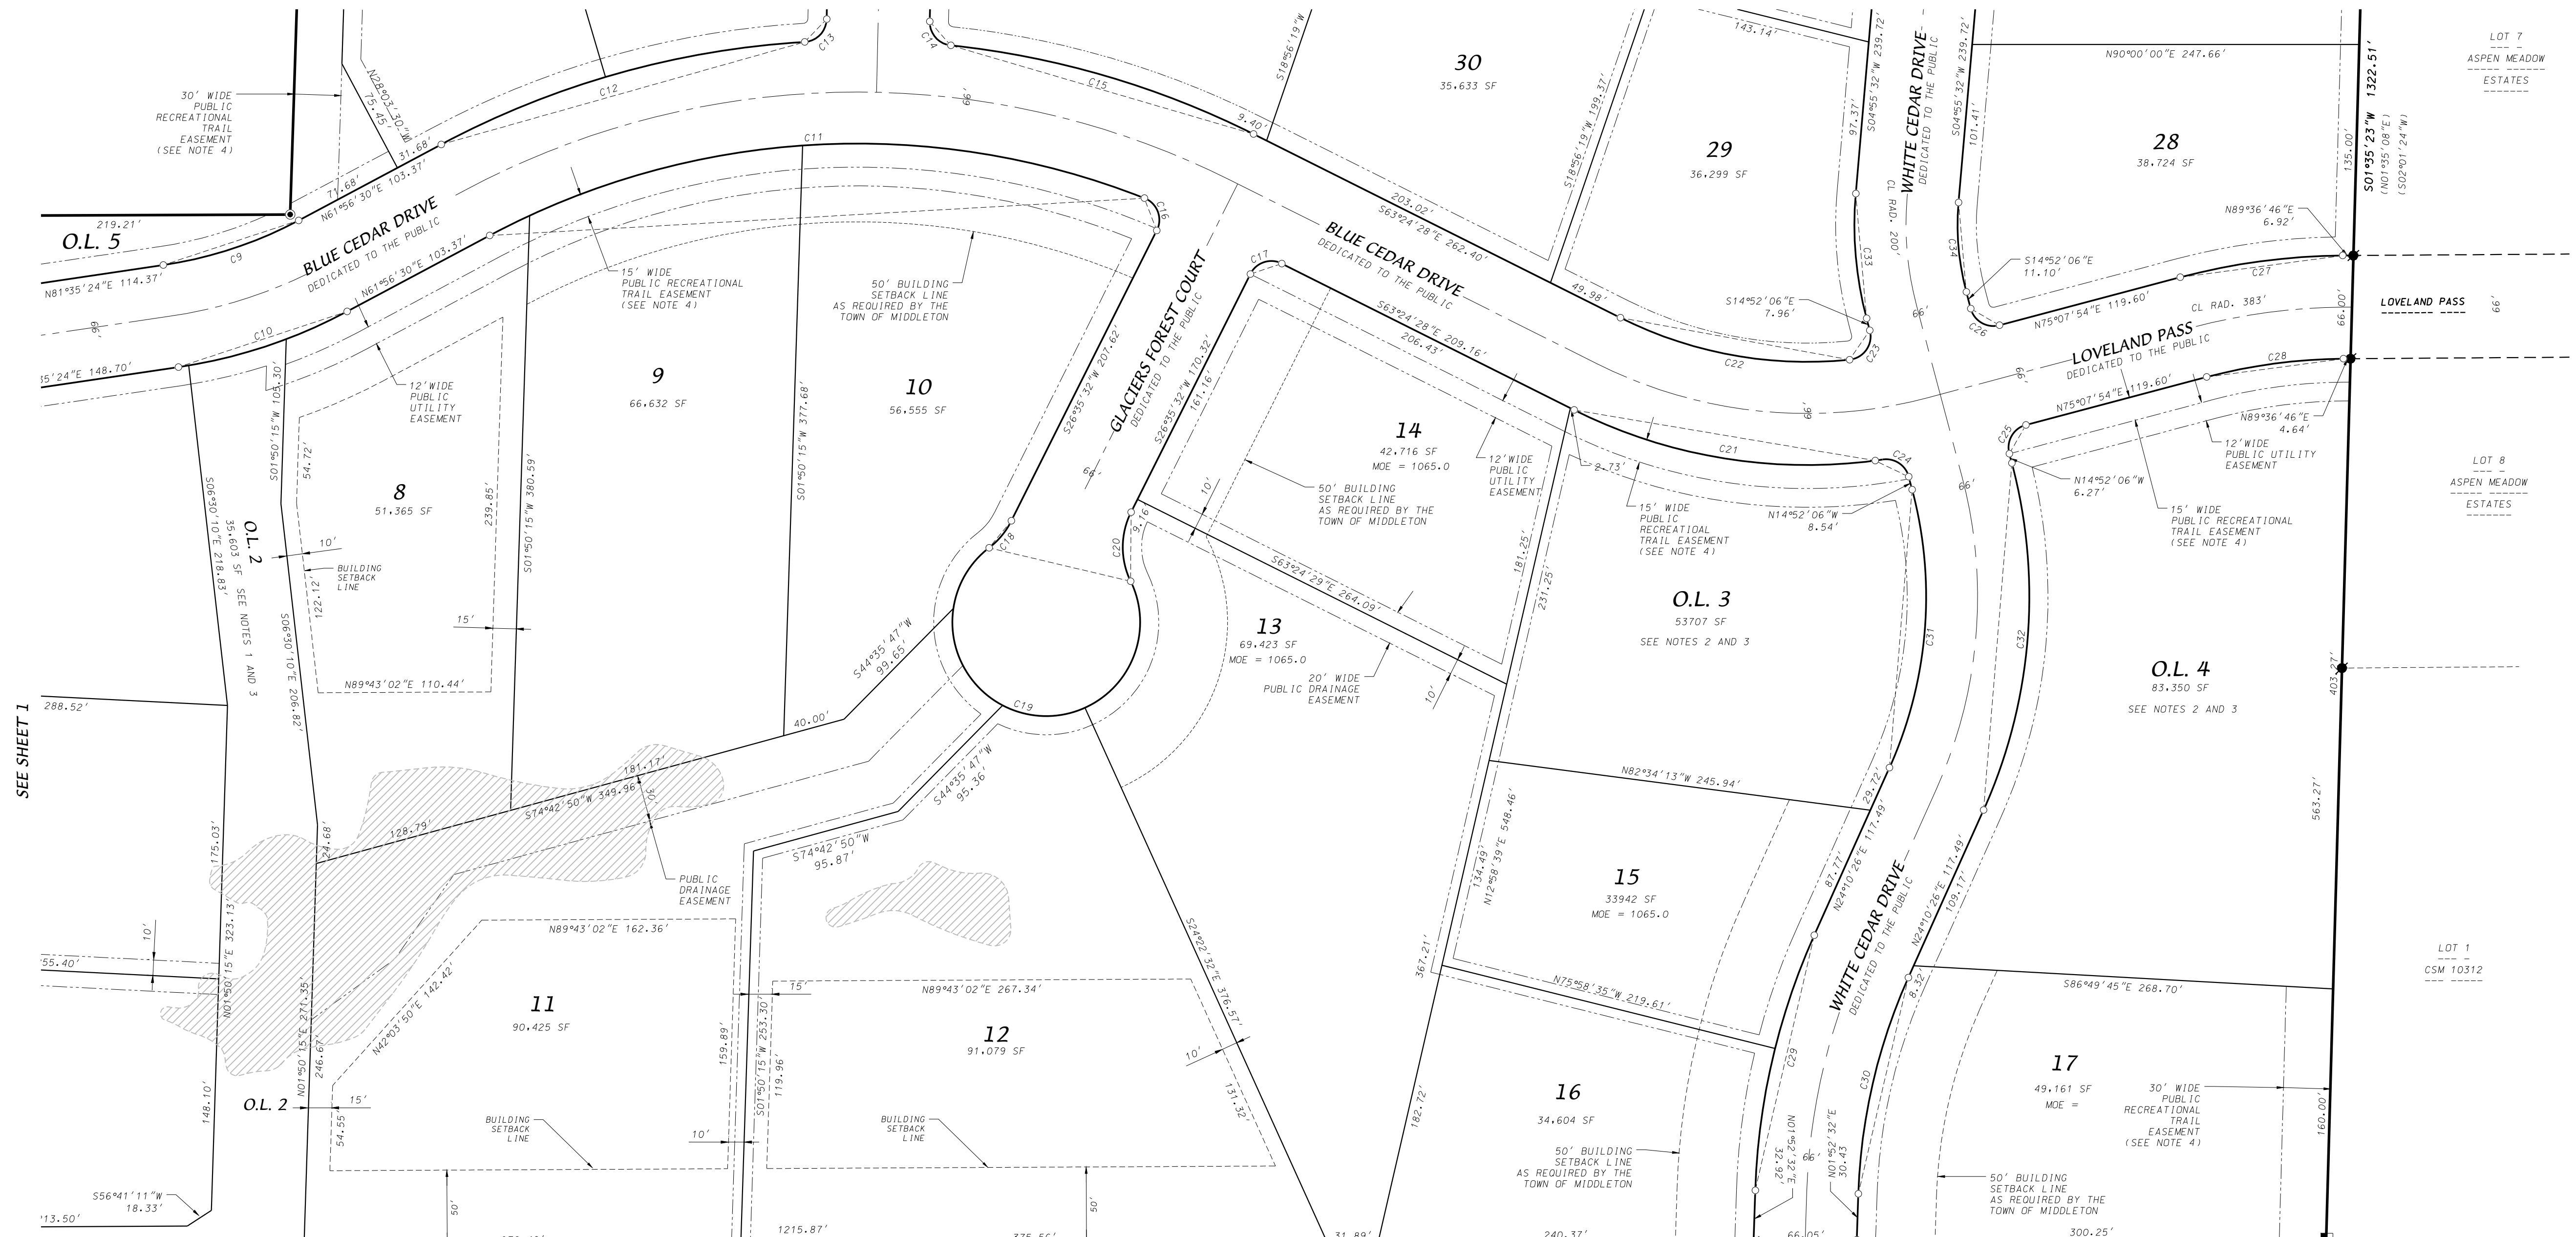 30' WIDE
PUBLIC
RECREATIONAL
TRAIL
EASEMENT
(SEE NOTE 4)
N28°03'30"W
75.45'
C12
C13
C14
C15
66'
9.40'
S18°56'19"W
30
35,633 SF
S18°56'19"W 199.37'
143.14'
29
36,299 SF
97.37'
S04°55'32"W 239.72'
WHITE CEDAR DRIVE
DEDICATED TO THE PUBLIC
CL RAD. 200'
S04°55'32"W 239.72'
101.41'
N90°00'00"E 247.66'
28
38,724 SF
135.00'
S01°35'23"W 1322.51'
(N01°35'08"E)
(S02°01'24"W)
LOT 7
ASPEN MEADOW
ESTATES
219.21'
O.L. 5
71.68'
31.68'
N61°56'30"E 103.37'
C9
N81°35'24"E 114.37'
BLUE CEDAR DRIVE
DEDICATED TO THE PUBLIC
N61°56'30"E 103.37'
66'
C10
35'24"E 148.70'
C11
C16
15' WIDE
PUBLIC RECREATIONAL
TRAIL EASEMENT
(SEE NOTE 4)
50' BUILDING
SETBACK LINE
AS REQUIRED BY THE
TOWN OF MIDDLETON
12'WIDE
PUBLIC
UTILITY
EASEMENT
203.02'
S63°24'28"E 262.40'
BLUE CEDAR DRIVE
DEDICATED TO THE PUBLIC
49.98'
C17
S63°24'28"E 209.16'
206.43'
GLACIERS FOREST COURT
DEDICATED TO THE PUBLIC
S26°35'32"W 207.62'
S26°35'32"W 170.32'
161.16'
66'
C33
S14°52'06"E
7.96'
C23
C22
66'
C34
S14°52'06"E
11.10'
C26
N75°07'54"E 119.60'
C27
N89°36'46"E
6.92'
CL RAD. 383'
66.00'
LOVELAND PASS
66'
LOVELAND PASS
DEDICATED TO THE PUBLIC
C28
66'
N75°07'54"E 119.60'
N89°36'46"E
4.64'
12'WIDE
PUBLIC UTILITY
EASEMENT
C25
N14°52'06"W
6.27'
15' WIDE
PUBLIC RECREATIONAL
TRAIL EASEMENT
(SEE NOTE 4)
LOT 8
ASPEN MEADOW
ESTATES
9
66,632 SF
10
56,555 SF
8
51,365 SF
S01°50'15"W 105.30'
54.72'
239.85'
S01°50'15"W 380.59'
S01°50'15"W 377.68'
S06°30'10"E 218.83'
35,603 SF SEE NOTES 1 AND 3
O.L. 2
10'
BUILDING
SETBACK
LINE
122.12'
15'
S06°30'10"E 206.82'
N89°43'02"E 110.44'
14
42,716 SF
MOE = 1065.0
50' BUILDING
SETBACK LINE
AS REQUIRED BY THE
TOWN OF MIDDLETON
12'WIDE
PUBLIC
UTILITY
EASEMENT
2.73'
66'
C21
C24
66'
15' WIDE
PUBLIC
RECREATIOAL
TRAIL EASEMENT
(SEE NOTE 4)
N14°52'06"W
8.54'
10'
9.16'
C18
C20
C19
S63°24'29"E 264.09'
181.25'
231.25'
13
69,423 SF
MOE = 1065.0
20' WIDE
PUBLIC DRAINAGE
EASEMENT
10'
O.L. 3
53707 SF
SEE NOTES 2 AND 3
C31
C32
O.L. 4
83,350 SF
SEE NOTES 2 AND 3
403.27'
563.27'
SEE SHEET 1
288.52'
S44°35'47"W
99.65'
40.00'
181.17'
S74°42'50"W 349.96'
30'
128.79'
124.68'
175.03'
S44°35'47"W
95.36'
S74°42'50"W
95.87'
PUBLIC
DRAINAGE
EASEMENT
N82°34'13"W 245.94'
29.72'
N24°10'26"E 117.49'
87.77'
N12°58'39"E 548.46'
134.49'
367.21'
15
33942 SF
MOE = 1065.0
WHITE CEDAR DRIVE
DEDICATED TO THE PUBLIC
N24°10'26"E 117.49'
109.17'
8.32'
LOT 1
CSM 10312
10'
55.40'
N01°50'15"E 323.13'
N01°50'15"E 271.35'
246.67'
N42°03'50"E 142.42'
N89°43'02"E 162.36'
11
90,425 SF
15'
N89°43'02"E 267.34'
S24°22'32"E 376.57'
12
91,079 SF
159.89'
S01°50'15"W 253.30'
119.96'
10'
131.32'
N75°58'35"W 219.61'
S86°49'45"E 268.70'
C29
C30
16
34,604 SF
17
49,161 SF
MOE =
30' WIDE
PUBLIC
RECREATIONAL
TRAIL
EASEMENT
(SEE NOTE 4)
160.00'
148.10'
O.L. 2
15'
54.55'
BUILDING
SETBACK
LINE
10'
BUILDING
SETBACK
LINE
182.72'
50' BUILDING
SETBACK LINE
AS REQUIRED BY THE
TOWN OF MIDDLETON
N01°52'32"E
32.92'
66'
N01°52'32"E
30.43
50' BUILDING
SETBACK LINE
AS REQUIRED BY THE
TOWN OF MIDDLETON
S56°41'11"W
18.33'
13.50'
50'
1215.87'
50'
375.56'
31.89'
240.37'
66.05'
300.25'